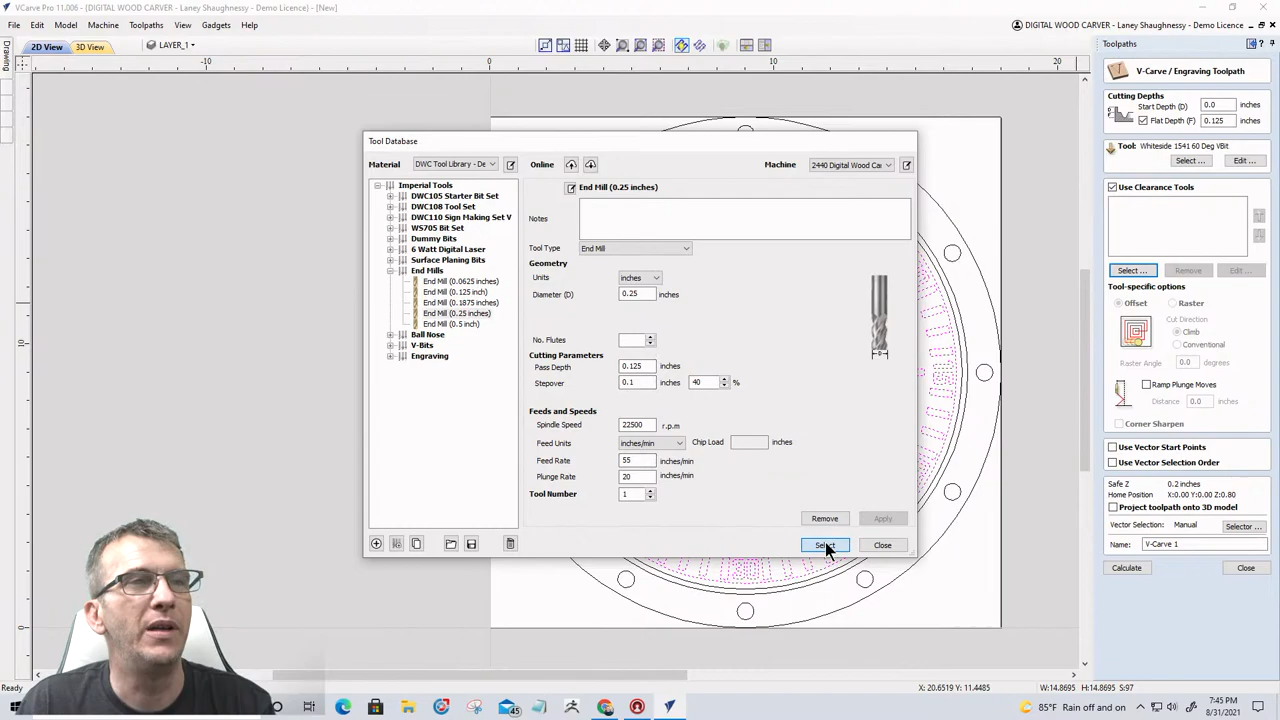 VCarve Pro 11.006 - {DIGITAL WOOD CARVER - Laney Shaughnessy - Demo Licence} - [New]
File Edit Model Machine Toolpaths View Gadgets Help
DIGITAL WOOD CARVER - Laney Shaughnessy - Demo Licence
2D View 3D View LAYER_1
Drawing
-10 0 10 20
10
0
Tool Database
Material DWC Tool Library - De
Online
Machine 2440 Digital Wood Ca
Imperial Tools
DWC105 Starter Bit Set
DWC108 Tool Set
DWC110 Sign Making Set V
WS705 Bit Set
Dummy Bits
6 Watt Digital Laser
Surface Planing Bits
End Mills
End Mill (0.0625 inches)
End Mill (0.125 inch)
End Mill (0.1875 inches)
End Mill (0.25 inches)
End Mill (0.5 inch)
Ball Nose
V-Bits
Engraving
End Mill (0.25 inches)
Notes
Tool Type End Mill
Geometry
Units inches
Diameter (D) 0.25 inches
D
No. Flutes
Cutting Parameters
Pass Depth 0.125 inches
Stepover 0.1 inches 40 %
Feeds and Speeds
Spindle Speed 22500 r.p.m
Feed Units inches/min Chip Load inches
Feed Rate 55 inches/min
Plunge Rate 20 inches/min
Tool Number 1
Remove Apply
Select Close
Toolpaths
V-Carve / Engraving Toolpath
Cutting Depths
Start Depth (D) 0.0 inches
Flat Depth (F) 0.125 inches
Tool: Whiteside 1541 60 Deg VBit
Select ... Edit ...
Use Clearance Tools
Select ... Remove Edit ...
Tool-specific options
Offset Raster
Cut Direction
Climb
Conventional
Raster Angle 0.0 degrees
Ramp Plunge Moves
Distance 0.0 inches
Corner Sharpen
Use Vector Start Points
Use Vector Selection Order
Safe Z 0.2 inches
Home Position X:0.00 Y:0.00 Z:0.80
Project toolpath onto 3D model
Vector Selection: Manual Selector ...
Name: V-Carve 1
Calculate Close
Ready
X: 20.6519 Y: 11.4485 W:14.8695 H:14.8695 S:97
45
85°F Rain off and on
7:45 PM
8/31/2021